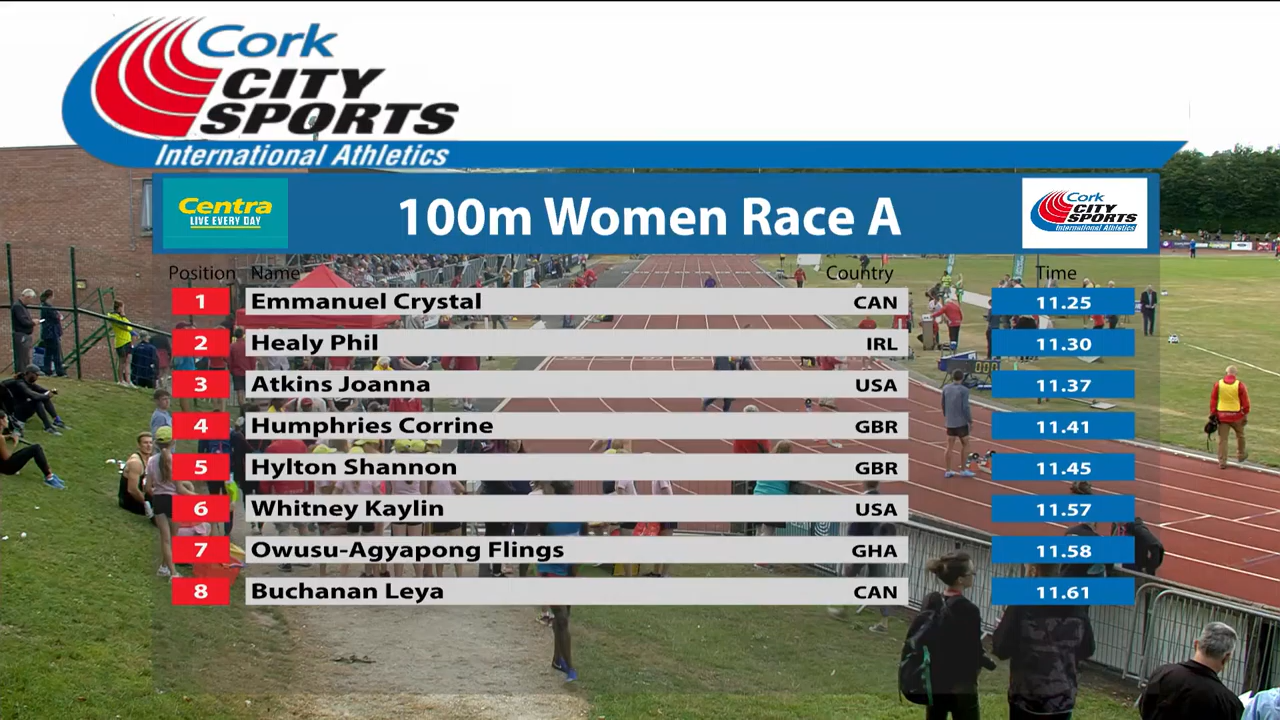 Cork
CITY
SPORTS
International Athletics
Centra
LIVE EVERY DAY
100m Women Race A
Cork
CITY
SPORTS
International Athletics
Position Name Country Time
1 Emmanuel Crystal CAN 11.25
2 Healy Phil IRL 11.30
3 Atkins Joanna USA 11.37
4 Humphries Corrine GBR 11.41
5 Hylton Shannon GBR 11.45
6 Whitney Kaylin USA 11.57
7 Owusu-Agyapong Flings GHA 11.58
8 Buchanan Leya CAN 11.61